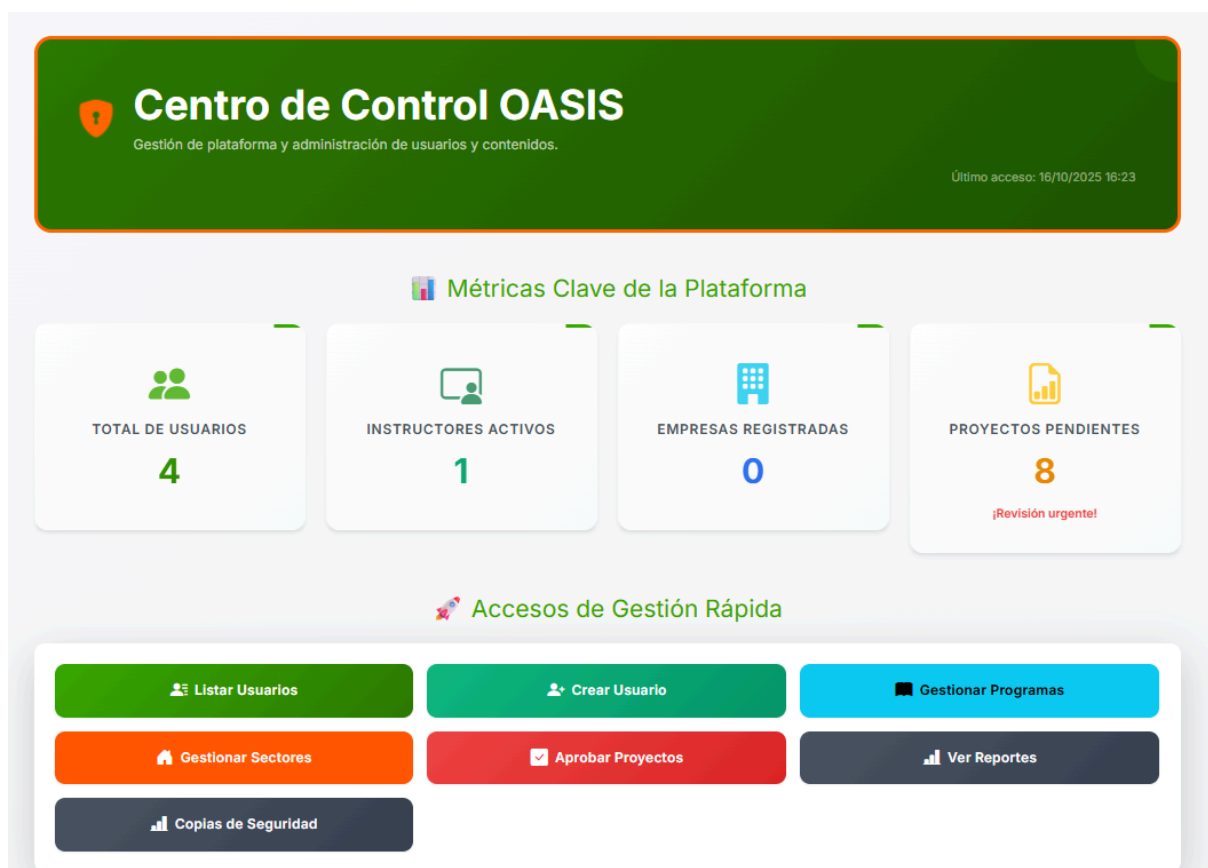 Centro de Control OASIS
Gestión de plataforma y administración de usuarios y contenidos.
Último acceso: 16/10/2025 16:23
Métricas Clave de la Plataforma
TOTAL DE USUARIOS
4
INSTRUCTORES ACTIVOS
1
EMPRESAS REGISTRADAS
0
PROYECTOS PENDIENTES
8
¡Revisión urgente!
Accesos de Gestión Rápida
Listar Usuarios
Crear Usuario
Gestionar Programas
Gestionar Sectores
Aprobar Proyectos
Ver Reportes
Copias de Seguridad